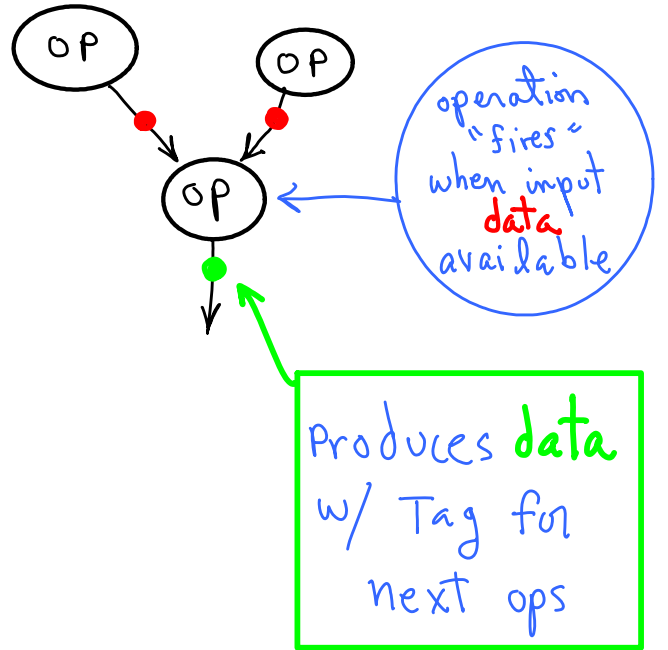 OP
OP
OP
operation
"fires"
when input
data
available
Produces data
w/ Tag for
next ops